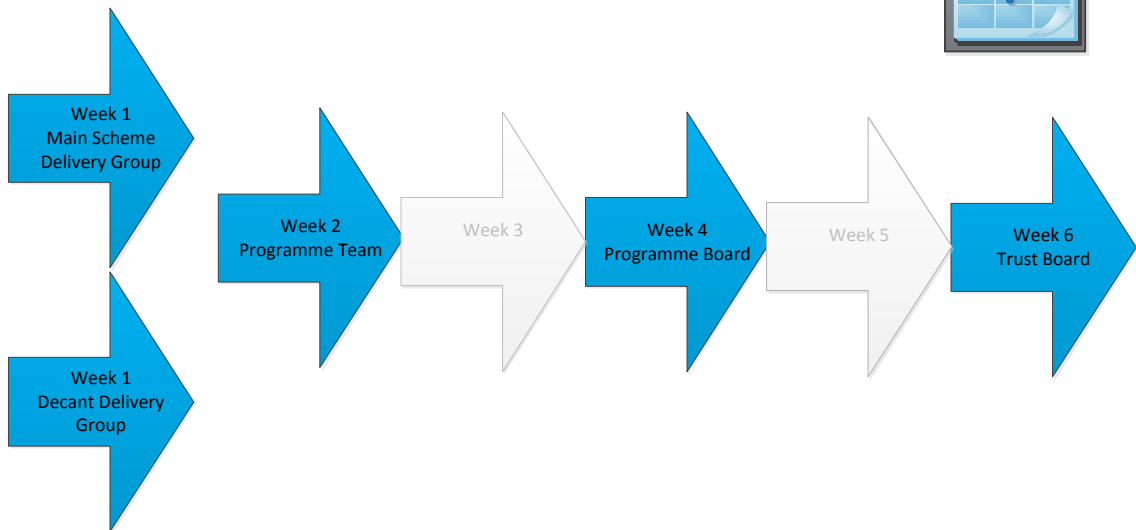 Week 1
Main Scheme
Delivery Group
Week 1
Decant Delivery
Group
Week 2
Programme Team
Week 3
Week 4
Programme Board
Week 5
Week 6
Trust Board